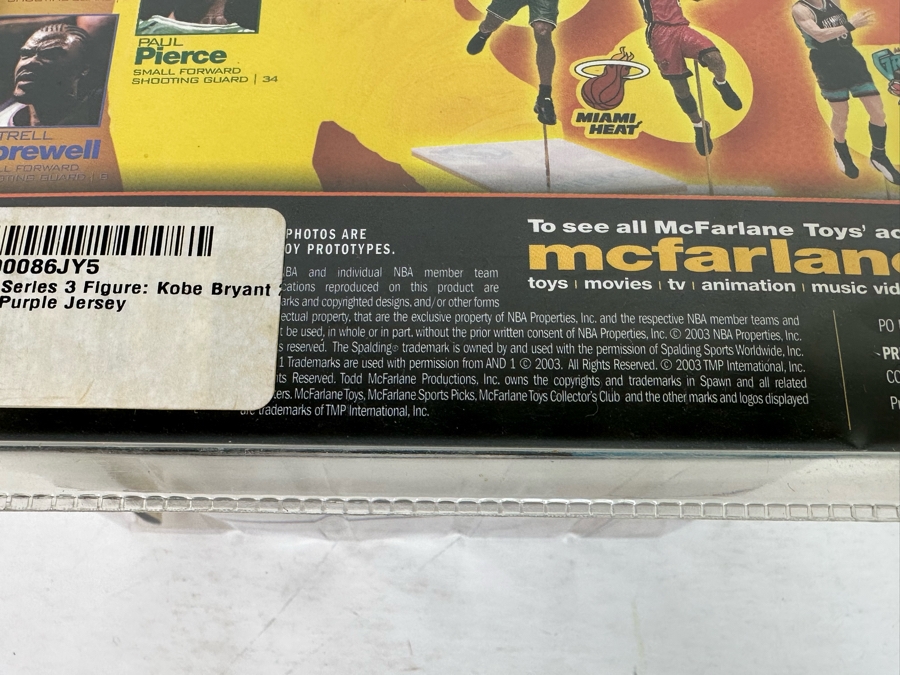 PAUL
Pierce
SMALL FORWARD
SHOOTING GUARD | 34
TRELL
rewell
LL FORWARD
MIAMI
HEAT
00086JY5
Series 3 Figure: Kobe Bryant
Purple Jersey
PHOTOS ARE
OY PROTOTYPES.
BA and individual NBA member team
cations reproduced on this product are
arks and copyrighted designs, and/or other forms
ectual property, that are the exclusive property of NBA Properties, Inc. and the respective NBA member teams and
t be used, in whole or in part, without the prior written consent of NBA Properties, Inc. © 2003 NBA Properties, Inc.
s reserved. The Spalding® trademark is owned by and used with the permission of Spalding Sports Worldwide, Inc.
1 Trademarks are used with permission from AND 1 © 2003. All Rights Reserved. © 2003 TMP International, Inc.
ts Reserved. Todd McFarlane Productions, Inc. owns the copyrights and trademarks in Spawn and all related
ers. McFarlane Toys, McFarlane Sports Picks, McFarlane Toys Collector's Club and the other marks and logos displayed
are trademarks of TMP International, Inc.
To see all McFarlane Toys' ac
mcfarlane
toys | movies | tv | animation | music vid
PO
PR
CO
P